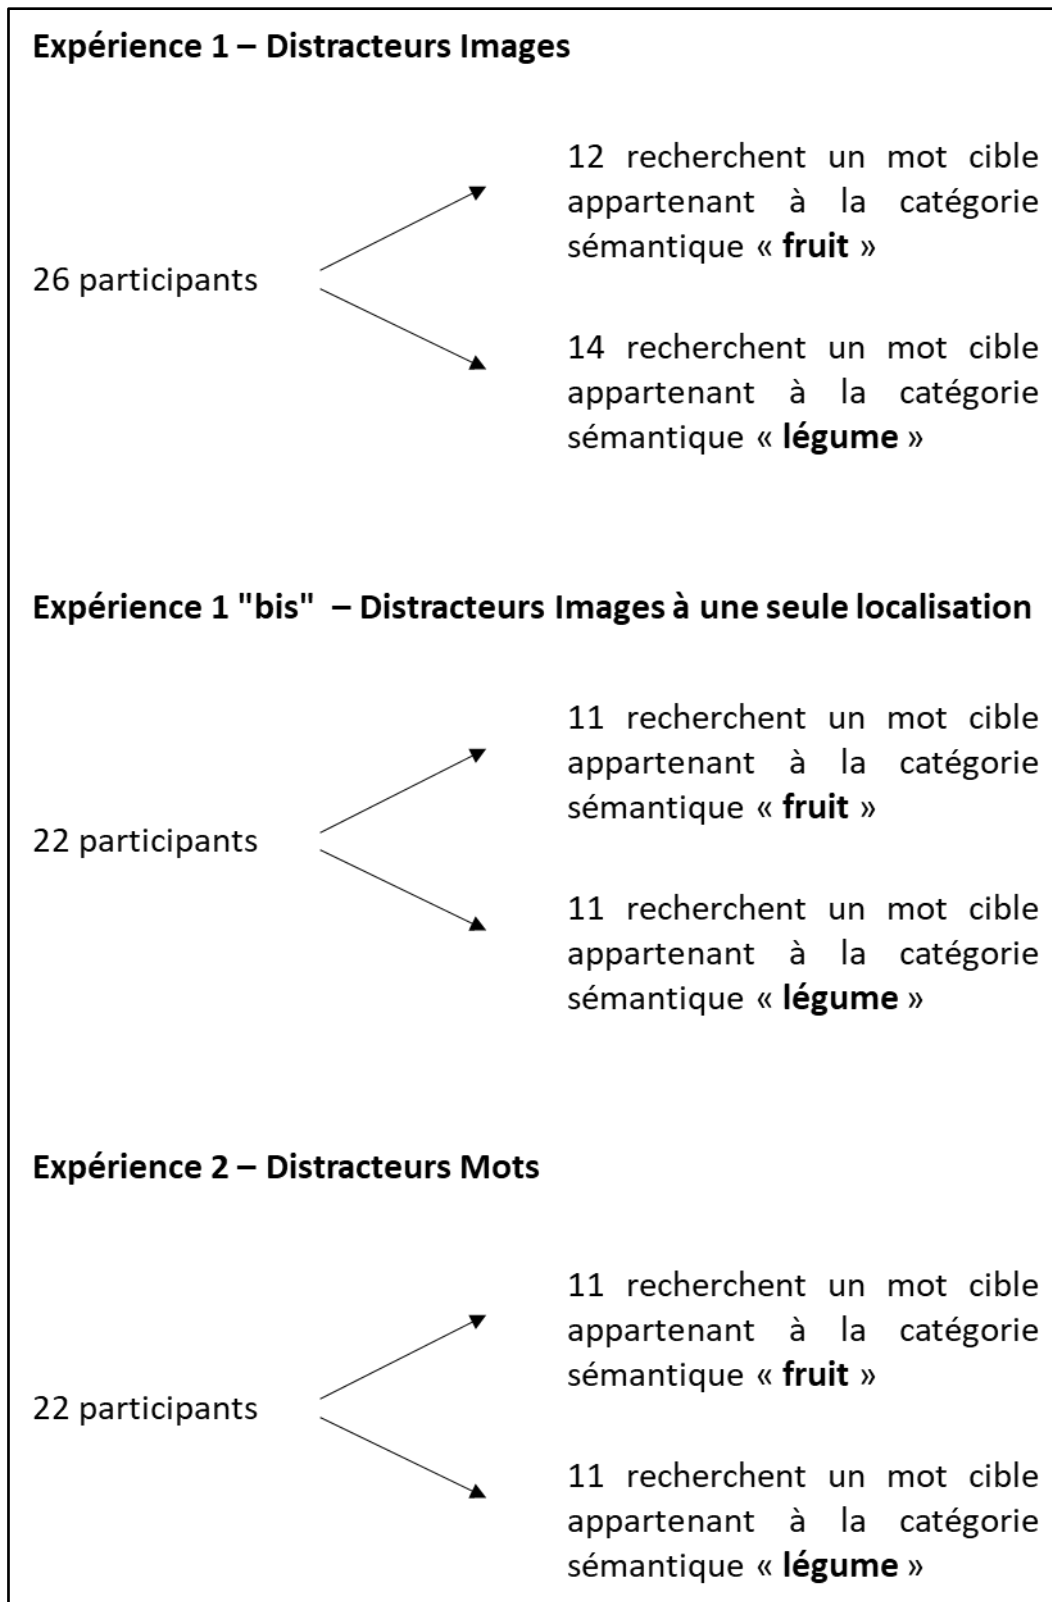 Expérience 1 – Distracteurs Images
12 recherchent un mot cible
appartenant à la catégorie
sémantique « fruit »
26 participants
14 recherchent un mot cible
appartenant à la catégorie
sémantique « légume »
Expérience 1 "bis" – Distracteurs Images à une seule localisation
11 recherchent un mot cible
appartenant à la catégorie
sémantique « fruit »
22 participants
11 recherchent un mot cible
appartenant à la catégorie
sémantique « légume »
Expérience 2 – Distracteurs Mots
11 recherchent un mot cible
appartenant à la catégorie
sémantique « fruit »
22 participants
11 recherchent un mot cible
appartenant à la catégorie
sémantique « légume »